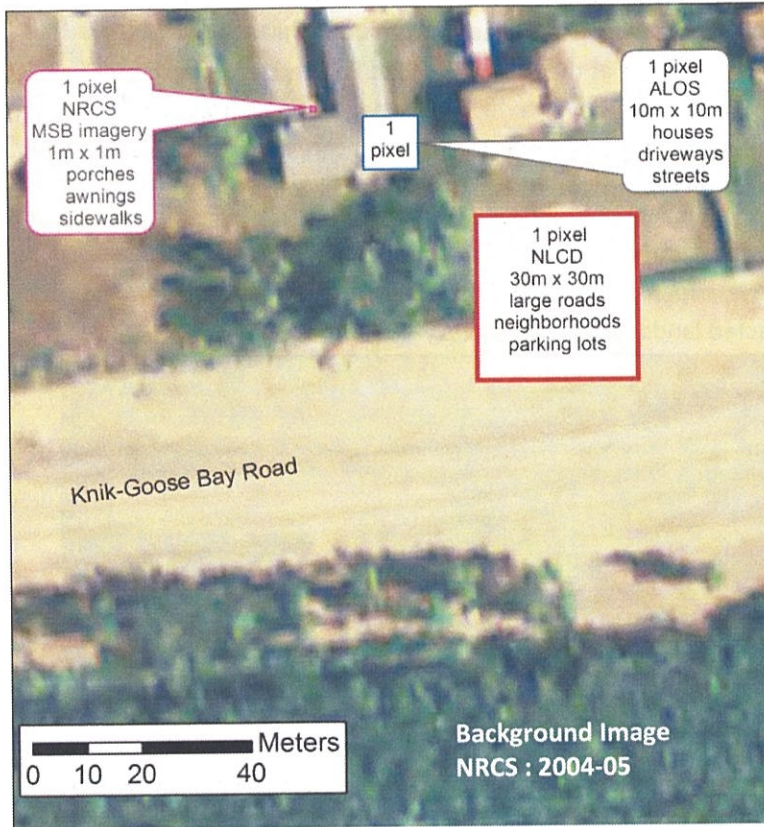 1 pixel
NRCS
MSB imagery
1m x 1m
porches
awnings
sidewalks
1
pixel
1 pixel
ALOS
10m x 10m
houses
driveways
streets
1 pixel
NLCD
30m x 30m
large roads
neighborhoods
parking lots
Knik-Goose Bay Road
Meters
0 10 20 40
Background Image
NRCS : 2004-05